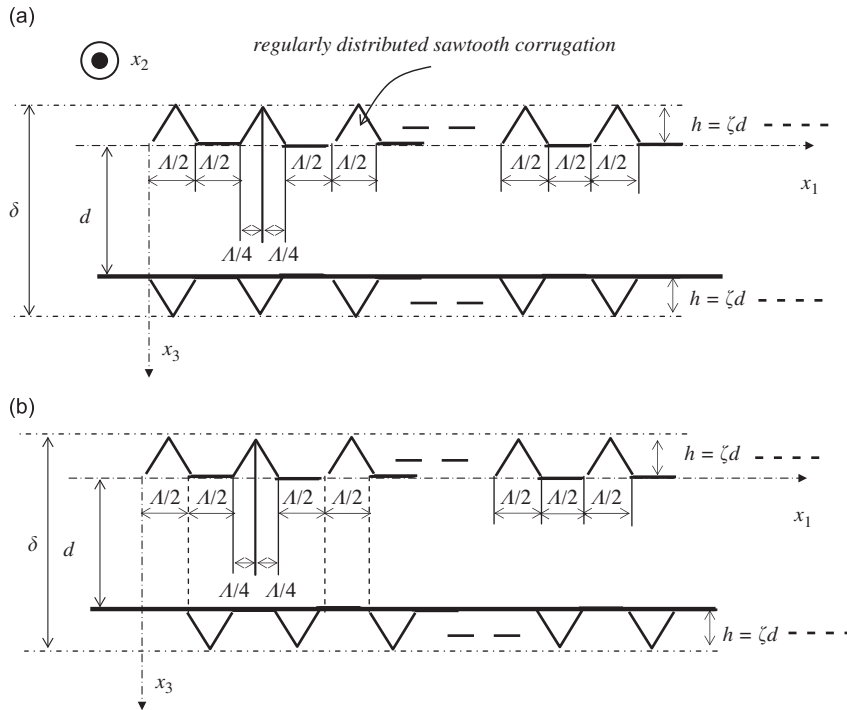 (a)
x₂
regularly distributed sawtooth corrugation
h = ζd
Λ/2 Λ/2 Λ/2 Λ/2 Λ/2 Λ/2 Λ/2
x₁
δ
d
Λ/4 Λ/4
h = ζd
x₃
(b)
h = ζd
Λ/2 Λ/2 Λ/2 Λ/2 Λ/2 Λ/2 Λ/2
x₁
δ
d
Λ/4 Λ/4
h = ζd
x₃